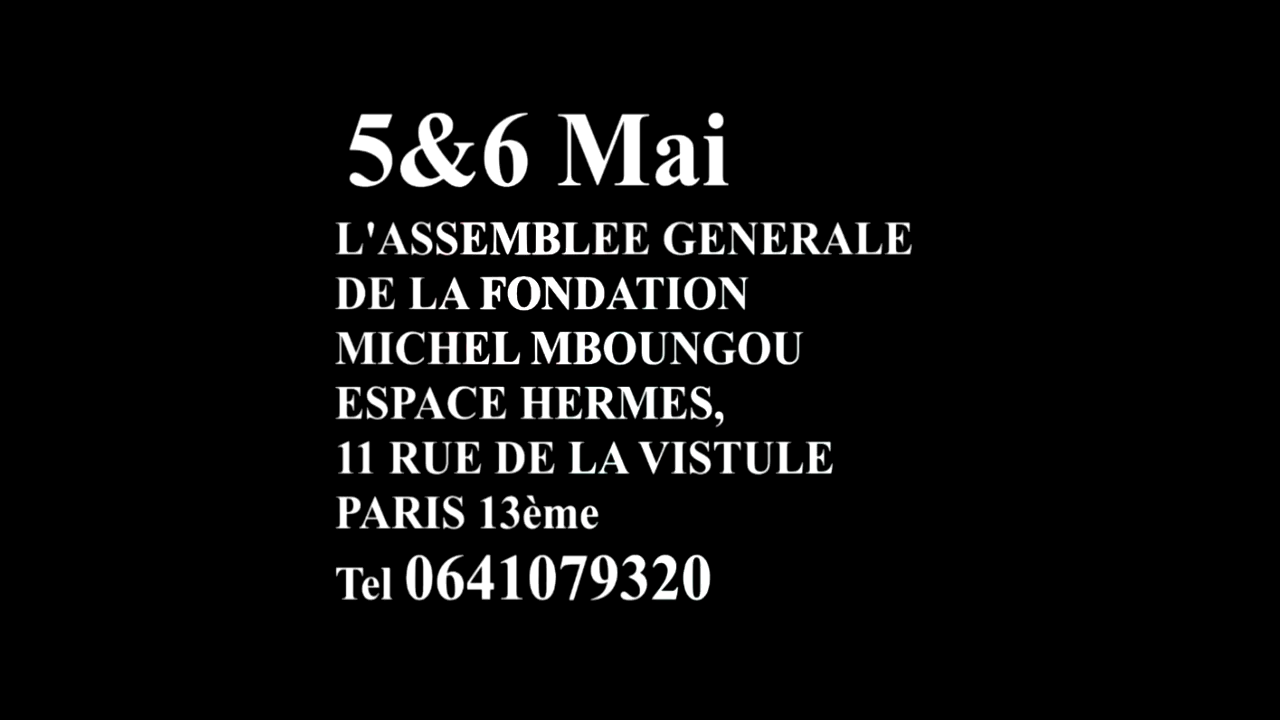 5&6 Mai
L'ASSEMBLEE GENERALE
DE LA FONDATION
MICHEL MBOUNGOU
ESPACE HERMES,
11 RUE DE LA VISTULE
PARIS 13ème
Tel 0641079320